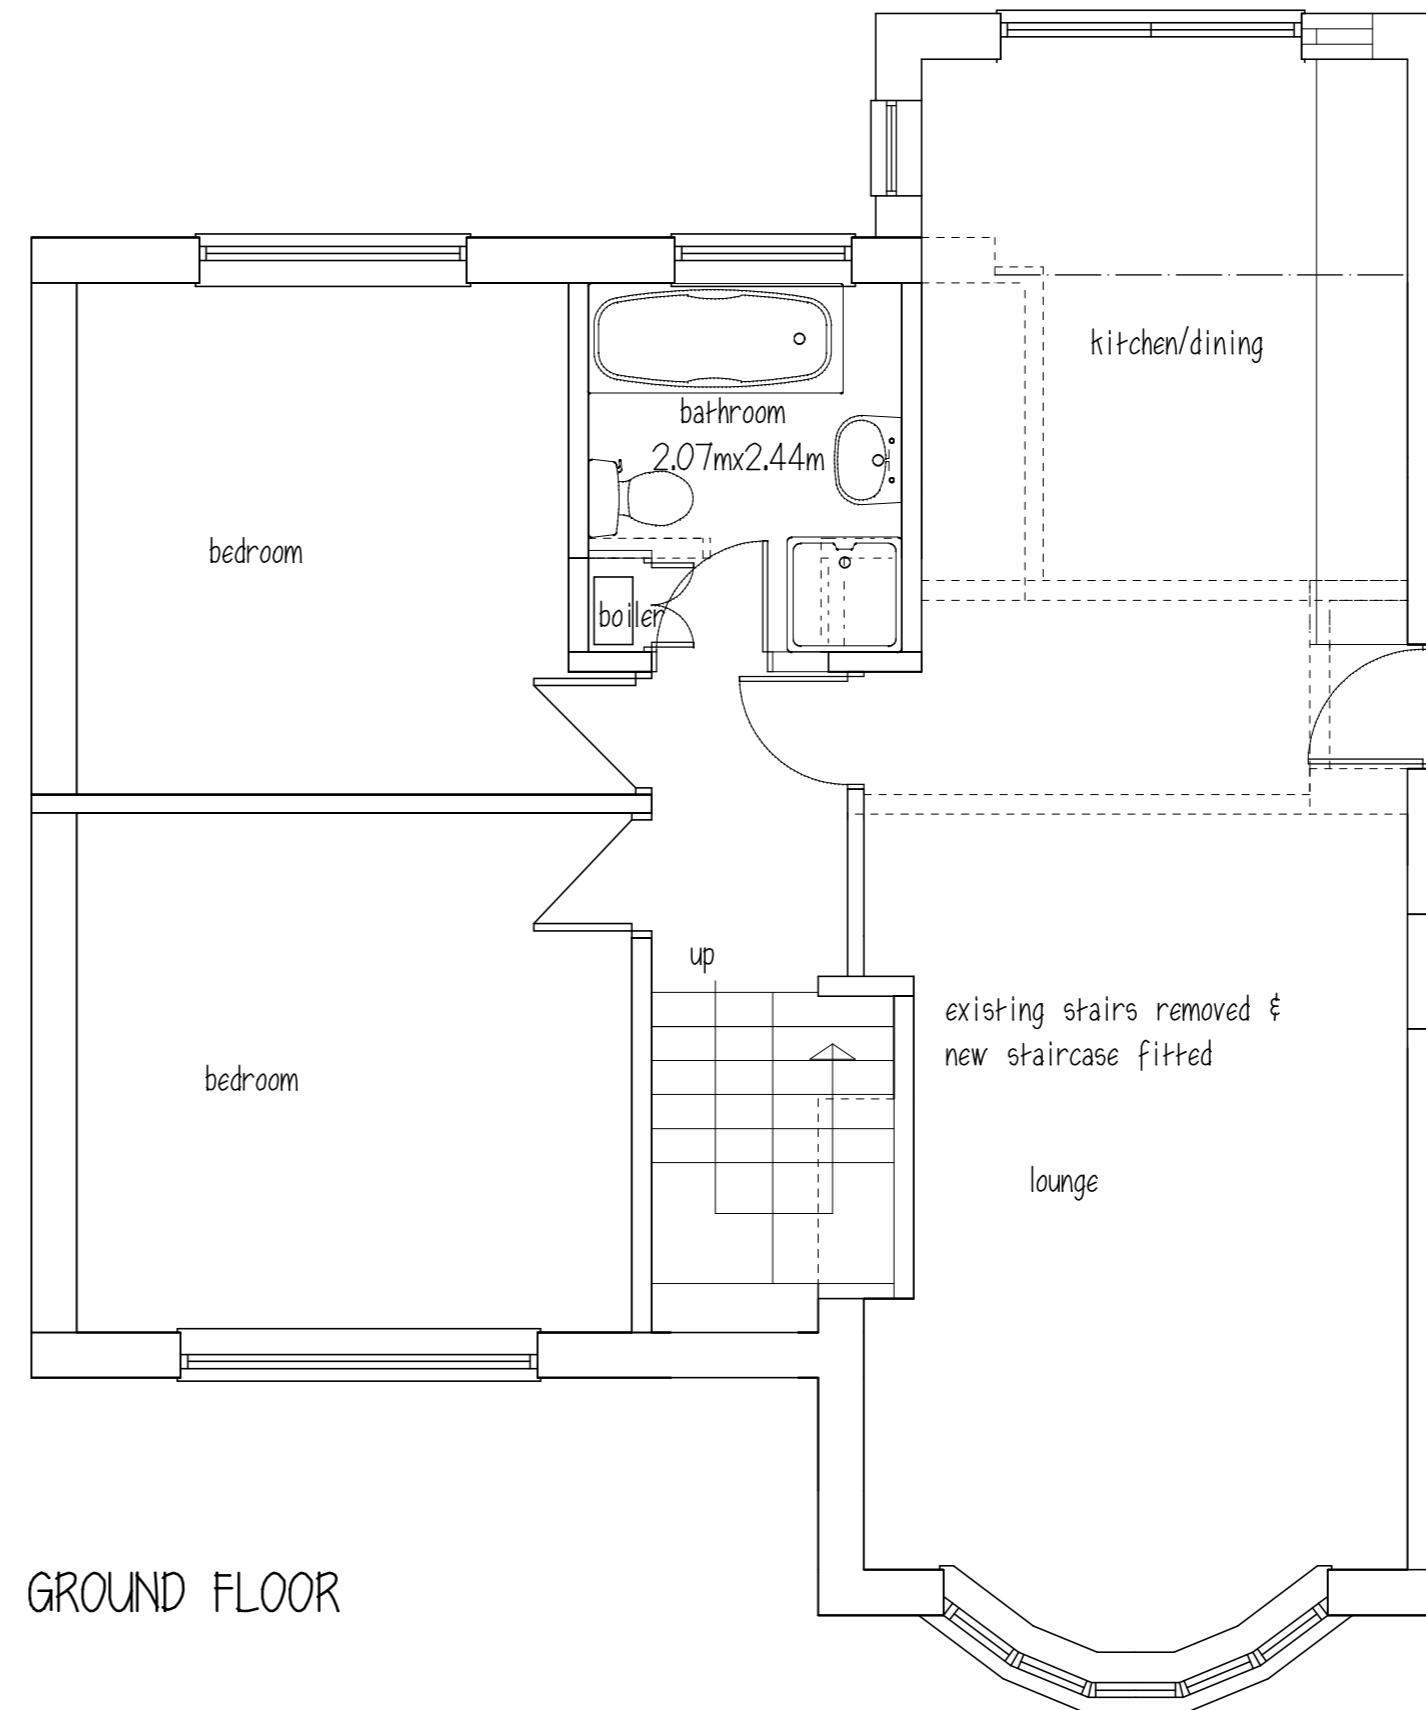 kitchen/dining
bathroom
2.07mx2.44m
bedroom
boiler
up
existing stairs removed &
new staircase fitted
bedroom
lounge
GROUND FLOOR